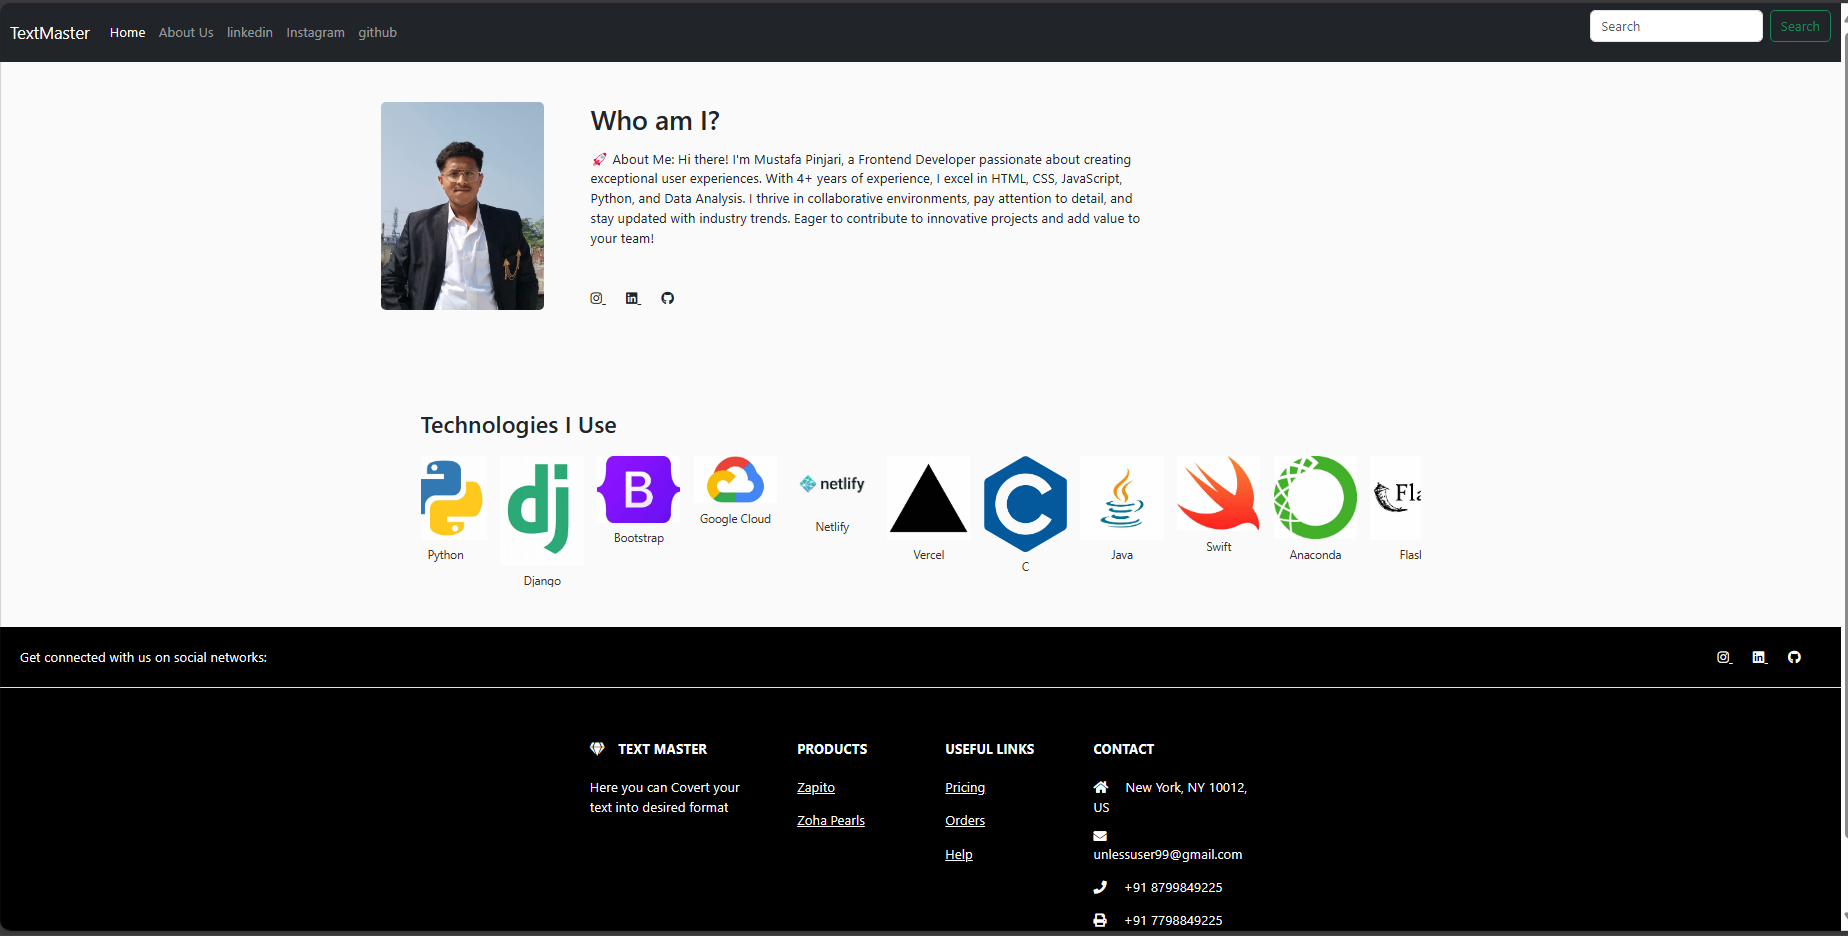 TextMaster Home About Us linkedin Instagram github Search Search
Who am I?
🚀 About Me: Hi there! I'm Mustafa Pinjari, a Frontend Developer passionate about creating
exceptional user experiences. With 4+ years of experience, I excel in HTML, CSS, JavaScript,
Python, and Data Analysis. I thrive in collaborative environments, pay attention to detail, and
stay updated with industry trends. Eager to contribute to innovative projects and add value to
your team!
Technologies I Use
dj
B
netlify
C
Fla
Python
Django
Bootstrap
Google Cloud
Netlify
Vercel
C
Java
Swift
Anaconda
Flas
Get connected with us on social networks:
TEXT MASTER
Here you can Covert your
text into desired format
PRODUCTS
Zapito
Zoha Pearls
USEFUL LINKS
Pricing
Orders
Help
CONTACT
New York, NY 10012,
US
unlessuser99@gmail.com
+91 8799849225
+91 7798849225